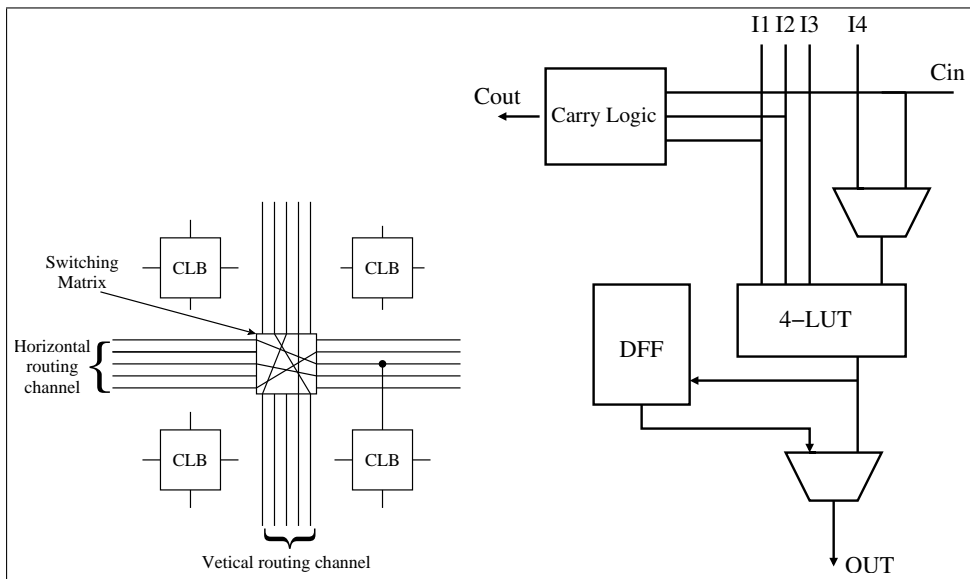 I1 I2 I3 I4
Cin
Cout
Carry Logic
CLB
CLB
Switching
Matrix
4−LUT
Horizontal
routing
channel
DFF
CLB
CLB
Vetical routing channel
OUT